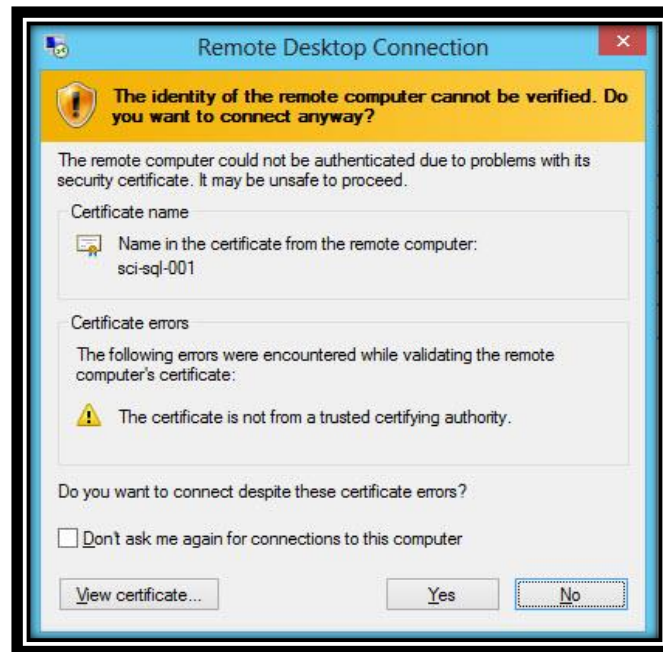 Remote Desktop Connection
The identity of the remote computer cannot be verified. Do
you want to connect anyway?
The remote computer could not be authenticated due to problems with its
security certificate. It may be unsafe to proceed.
Certificate name
Name in the certificate from the remote computer:
sci-sql-001
Certificate errors
The following errors were encountered while validating the remote
computer's certificate:
The certificate is not from a trusted certifying authority.
Do you want to connect despite these certificate errors?
Don't ask me again for connections to this computer
View certificate... Yes No